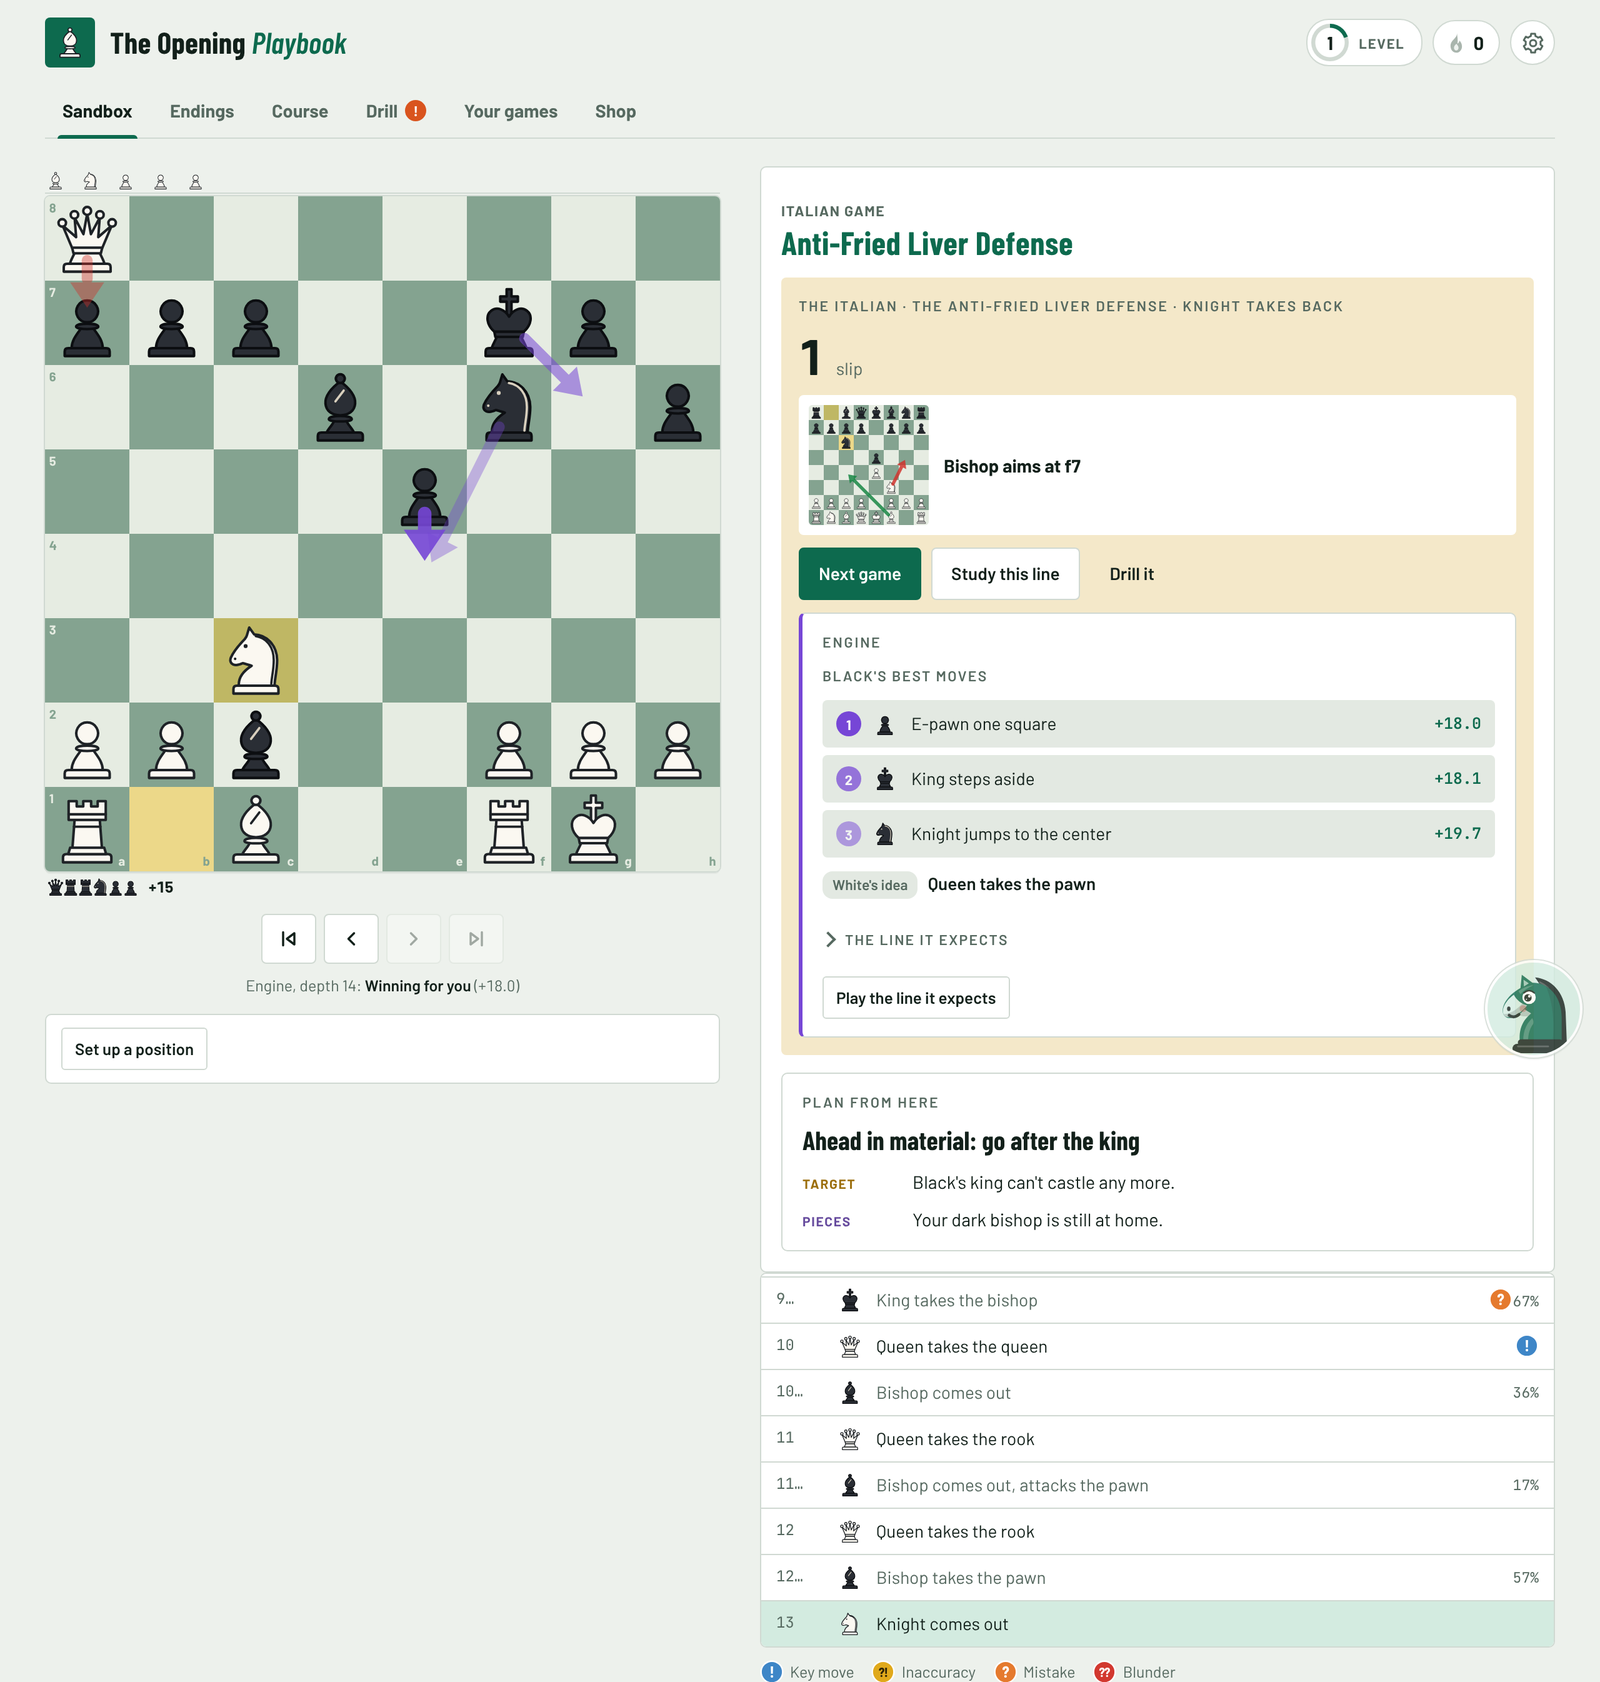 The Opening Playbook
1 LEVEL
0
Sandbox
Endings
Course
Drill !
Your games
Shop
8
7
6
5
4
3
2
1
a
b
c
d
e
f
g
h
+15
Engine, depth 14: Winning for you (+18.0)
Set up a position
ITALIAN GAME
Anti-Fried Liver Defense
THE ITALIAN · THE ANTI-FRIED LIVER DEFENSE · KNIGHT TAKES BACK
1 slip
Bishop aims at f7
Next game
Study this line
Drill it
ENGINE
BLACK'S BEST MOVES
1 E-pawn one square +18.0
2 King steps aside +18.1
3 Knight jumps to the center +19.7
White's idea Queen takes the pawn
THE LINE IT EXPECTS
Play the line it expects
PLAN FROM HERE
Ahead in material: go after the king
TARGET Black's king can't castle any more.
PIECES Your dark bishop is still at home.
9… King takes the bishop ? 67%
10 Queen takes the queen !
10… Bishop comes out 36%
11 Queen takes the rook
11… Bishop comes out, attacks the pawn 17%
12 Queen takes the rook
12… Bishop takes the pawn 57%
13 Knight comes out
! Key move ?! Inaccuracy ? Mistake ?? Blunder